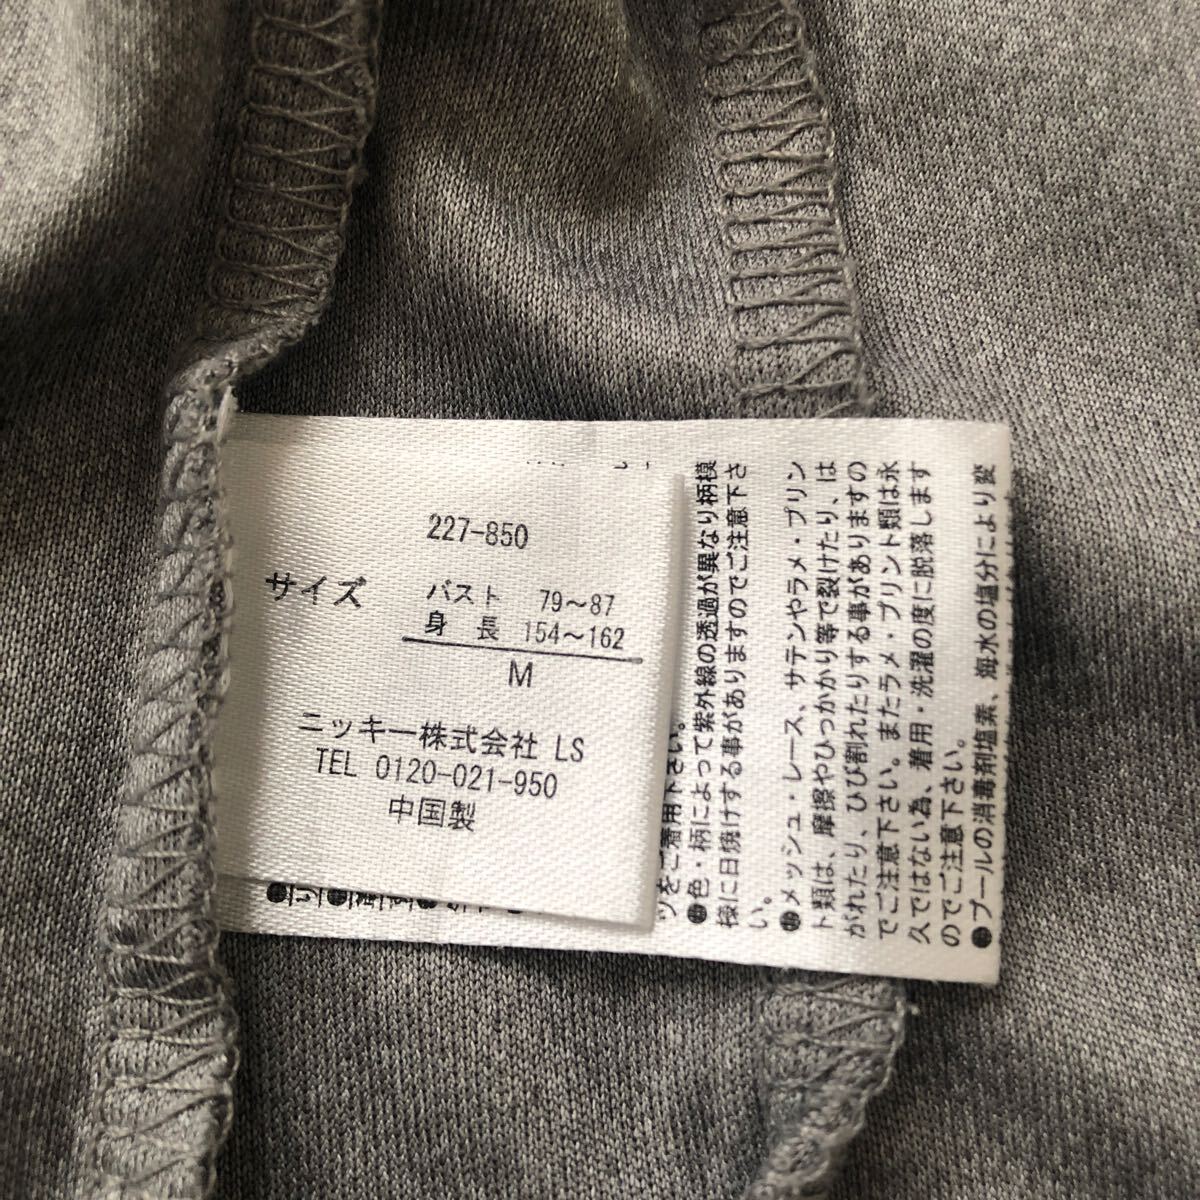 227-850
サイズ
バスト 79～87
身長 154～162
M
ニッキー株式会社 LS
TEL 0120-021-950
中国製
をご着用下さい。
●色・柄によって紫外線の透過が異なり柄模
様に日焼けする事がありますのでご注意下さ
い。
●メッシュ・レース、サテンやラメ・プリン
ト類は、摩擦やひっかかり等で裂けたり、は
がれたり、ひび割れたりする事がありますの
でご注意下さい。またラメ・プリント類は永
久ではない為、着用・洗濯の度に脱落します
のでご注意下さい。
●プールの消毒剤塩素、海水の塩分により変